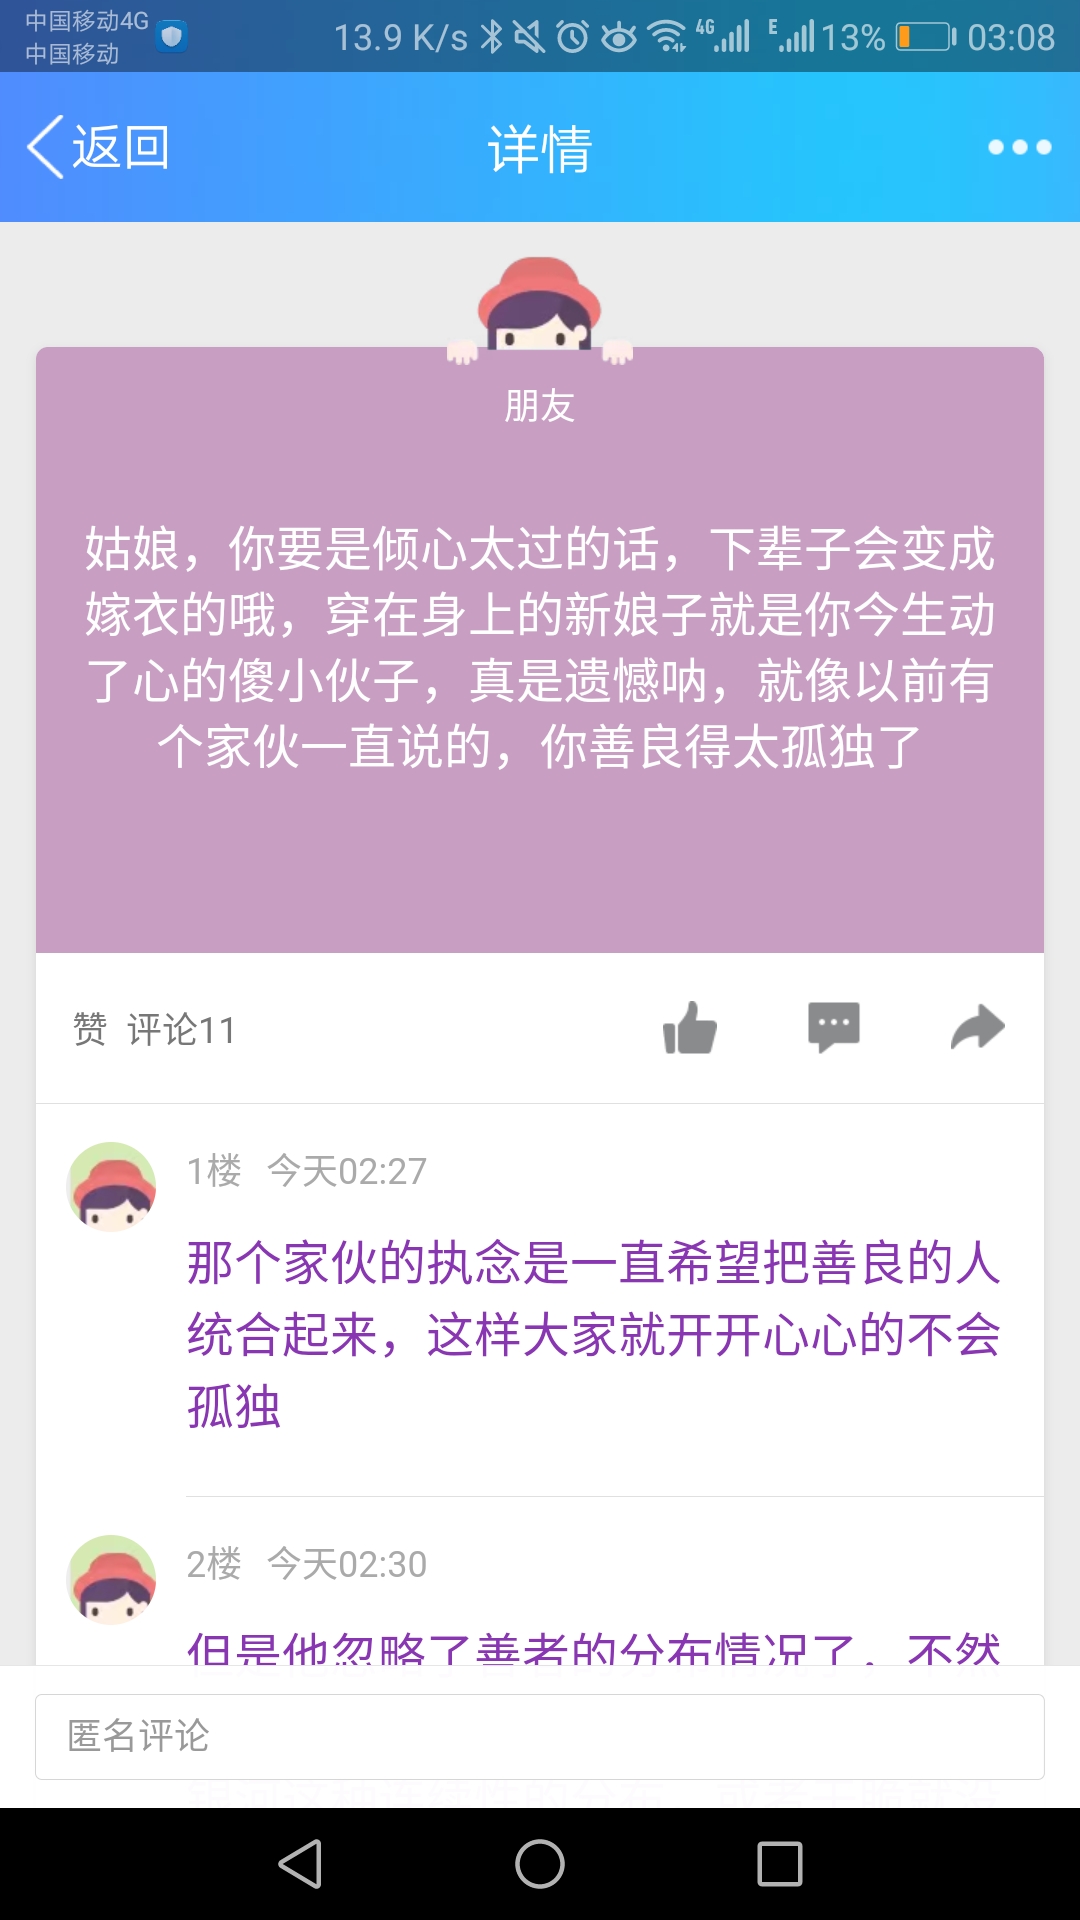 中国移动4G
中国移动
13.9 K/s 4G E 13% 03:08
返回 详情
朋友
姑娘，你要是倾心太过的话，下辈子会变成
嫁衣的哦，穿在身上的新娘子就是你今生动
了心的傻小伙子，真是遗憾呐，就像以前有
个家伙一直说的，你善良得太孤独了
赞 评论11
1楼 今天02:27
那个家伙的执念是一直希望把善良的人
统合起来，这样大家就开开心心的不会
孤独
2楼 今天02:30
但是他忽略了善者的分布情况了，不然
匿名评论